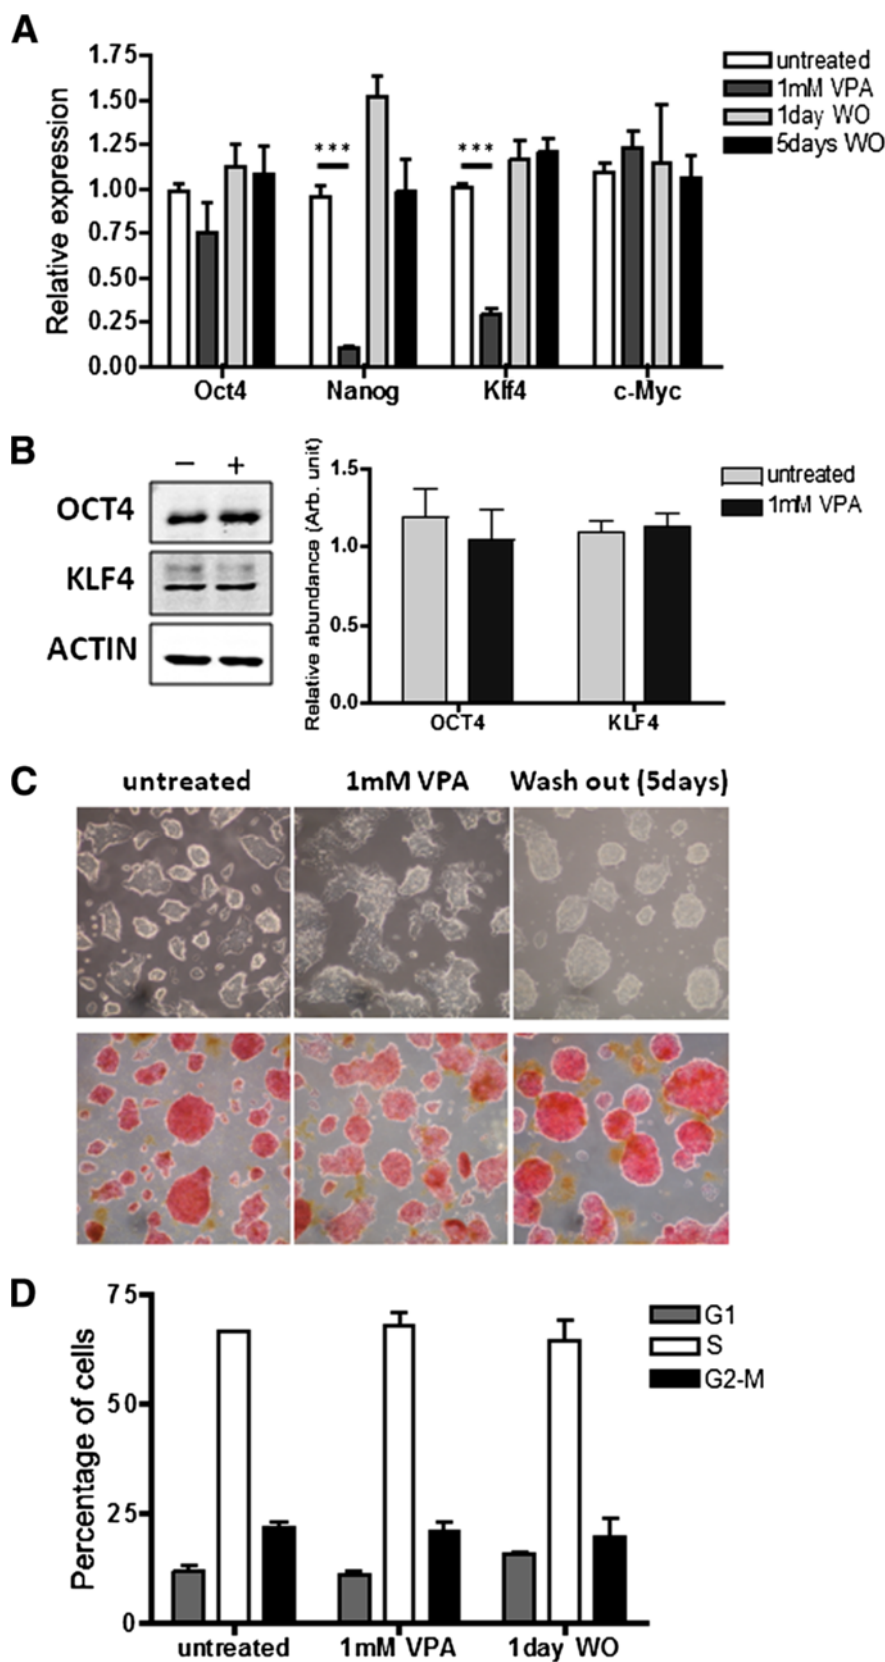 A
Relative expression
1.75
1.50
1.25
1.00
0.75
0.50
0.25
0.00
*** ***
Oct4 Nanog Klf4 c-Myc
untreated
1mM VPA
1day WO
5days WO
B
− +
OCT4
KLF4
ACTIN
Relative abundance (Arb. unit)
1.5
1.0
0.5
0.0
OCT4 KLF4
untreated
1mM VPA
C
untreated 1mM VPA Wash out (5days)
D
Percentage of cells
75
50
25
0
untreated 1mM VPA 1day WO
G1
S
G2-M